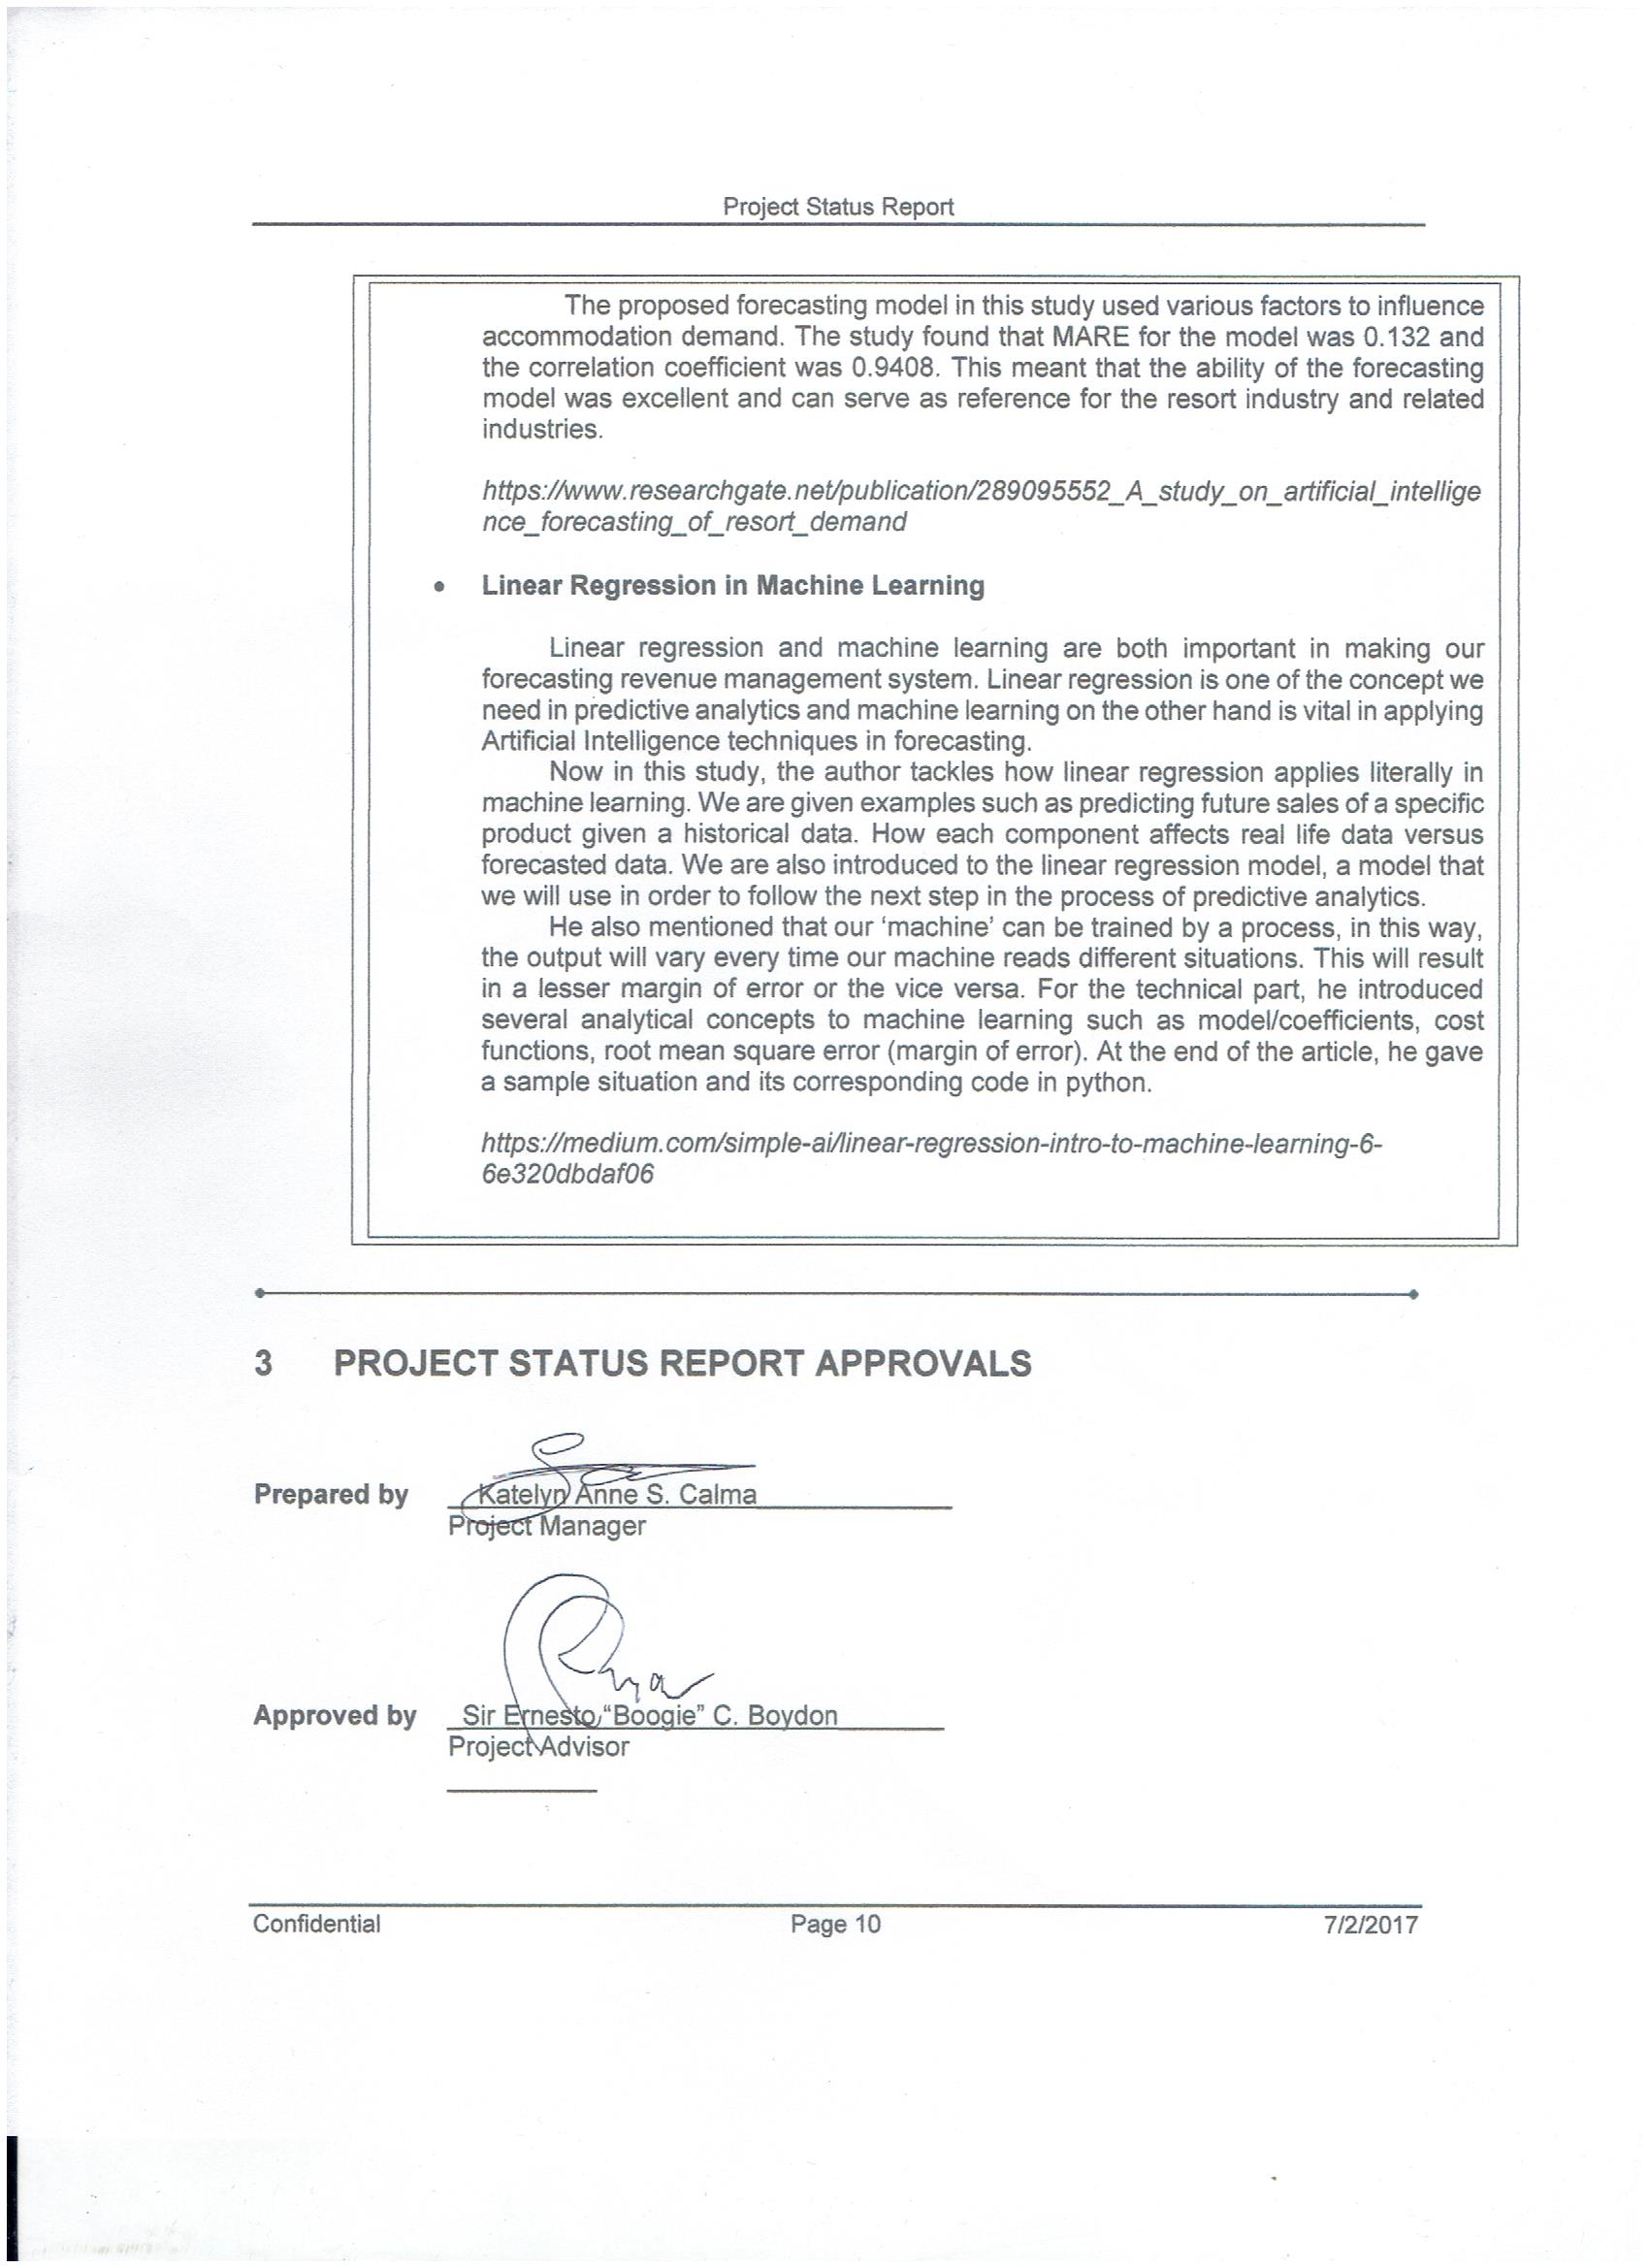 Project Status Report
The proposed forecasting model in this study used various factors to influence
accommodation demand. The study found that MARE for the model was 0.132 and
the correlation coefficient was 0.9408. This meant that the ability of the forecasting
model was excellent and can serve as reference for the resort industry and related
industries.
https://www.researchgate.net/publication/289095552_A_study_on_artificial_intellige
nce_forecasting_of_resort_demand
• Linear Regression in Machine Learning
Linear regression and machine learning are both important in making our
forecasting revenue management system. Linear regression is one of the concept we
need in predictive analytics and machine learning on the other hand is vital in applying
Artificial Intelligence techniques in forecasting.
Now in this study, the author tackles how linear regression applies literally in
machine learning. We are given examples such as predicting future sales of a specific
product given a historical data. How each component affects real life data versus
forecasted data. We are also introduced to the linear regression model, a model that
we will use in order to follow the next step in the process of predictive analytics.
He also mentioned that our ‘machine’ can be trained by a process, in this way,
the output will vary every time our machine reads different situations. This will result
in a lesser margin of error or the vice versa. For the technical part, he introduced
several analytical concepts to machine learning such as model/coefficients, cost
functions, root mean square error (margin of error). At the end of the article, he gave
a sample situation and its corresponding code in python.
https://medium.com/simple-ai/linear-regression-intro-to-machine-learning-6-
6e320dbdaf06
3 PROJECT STATUS REPORT APPROVALS
Prepared by Katelyn Anne S. Calma
Project Manager
Approved by Sir Ernesto “Boogie” C. Boydon
Project Advisor
Confidential Page 10 7/2/2017